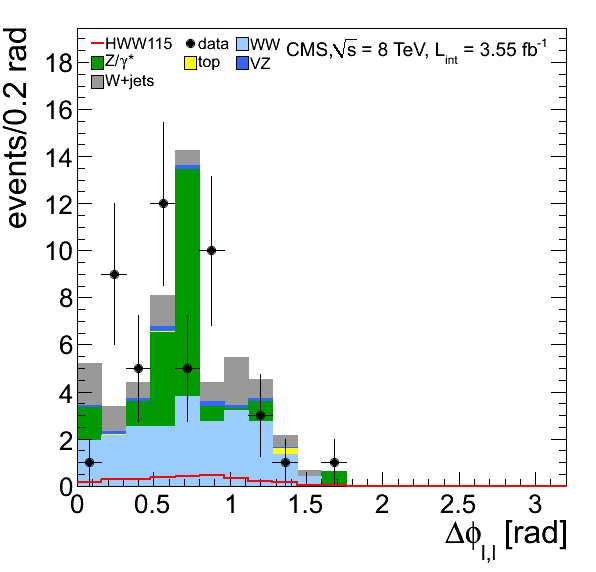 HWW115 data WW CMS,√s = 8 TeV, L_int = 3.55 fb⁻¹
Z/γ* top VZ
W+jets
events/0.2 rad
18
16
14
12
10
8
6
4
2
0
0 0.5 1 1.5 2 2.5 3
Δϕ_l,l [rad]